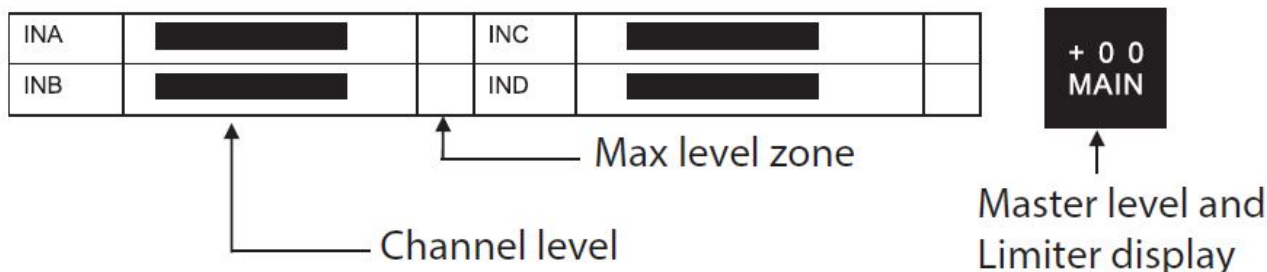 INA INC
INB IND
+ 0 0
MAIN
Max level zone
Channel level
Master level and
Limiter display